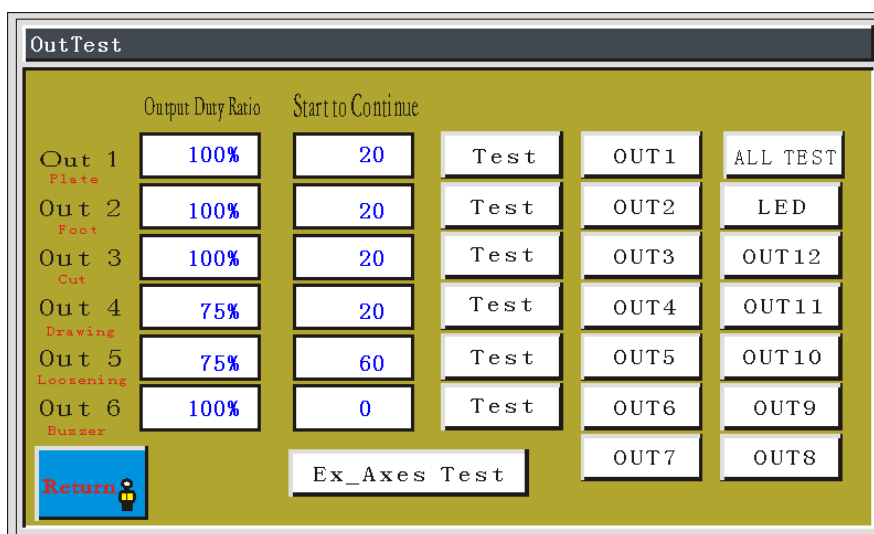 OutTest
Output Duty Ratio Start to Continue
Out 1 100% 20 Test OUT1 ALL TEST
Plate
Out 2 100% 20 Test OUT2 LED
Foot
Out 3 100% 20 Test OUT3 OUT12
Cut
Out 4 75% 20 Test OUT4 OUT11
Drawing
Out 5 75% 60 Test OUT5 OUT10
Loosening
Out 6 100% 0 Test OUT6 OUT9
Buzzer
Return Ex_Axes Test OUT7 OUT8